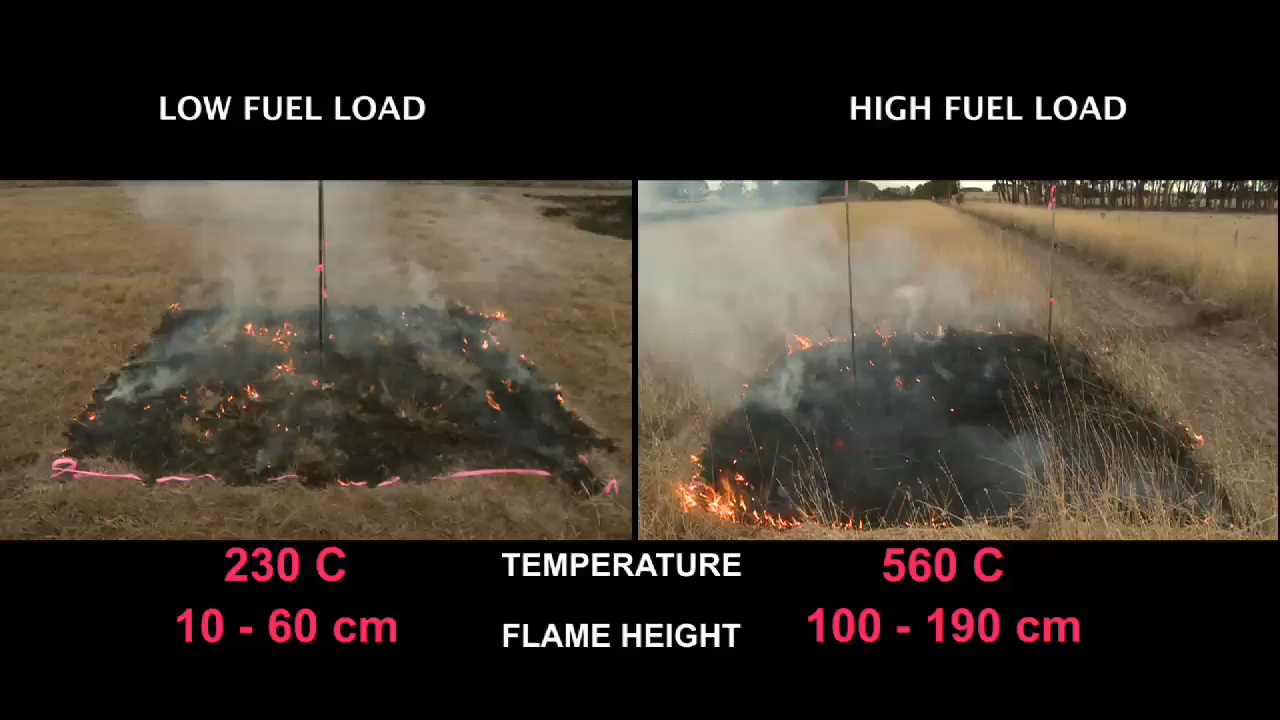 LOW FUEL LOAD
HIGH FUEL LOAD
230 C
TEMPERATURE
560 C
10 - 60 cm
FLAME HEIGHT
100 - 190 cm